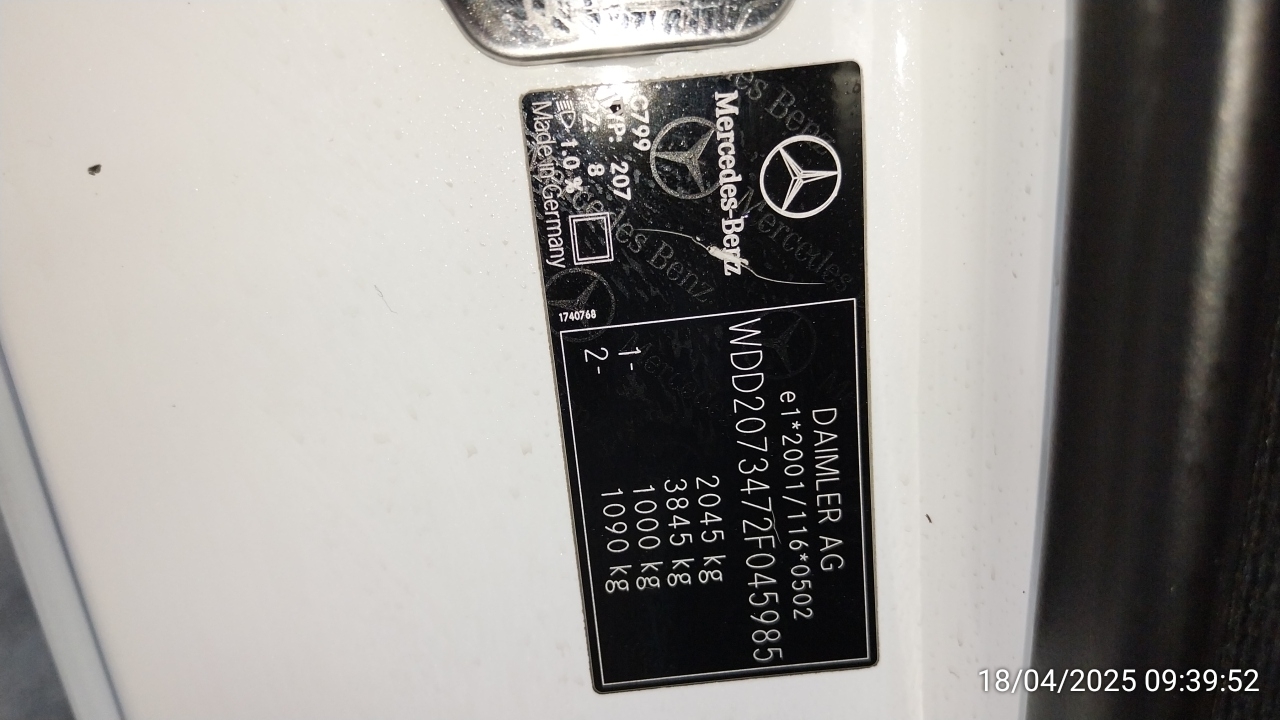 Mercedes-Benz
C799
TYP: 207
Z 8
1.0 %
Made in Germany
1740768
DAIMLER AG
e1*2001/116*0502
WDD2073472F045985
2045 kg
3845 kg
1- 1000 kg
2- 1090 kg
18/04/2025 09:39:52